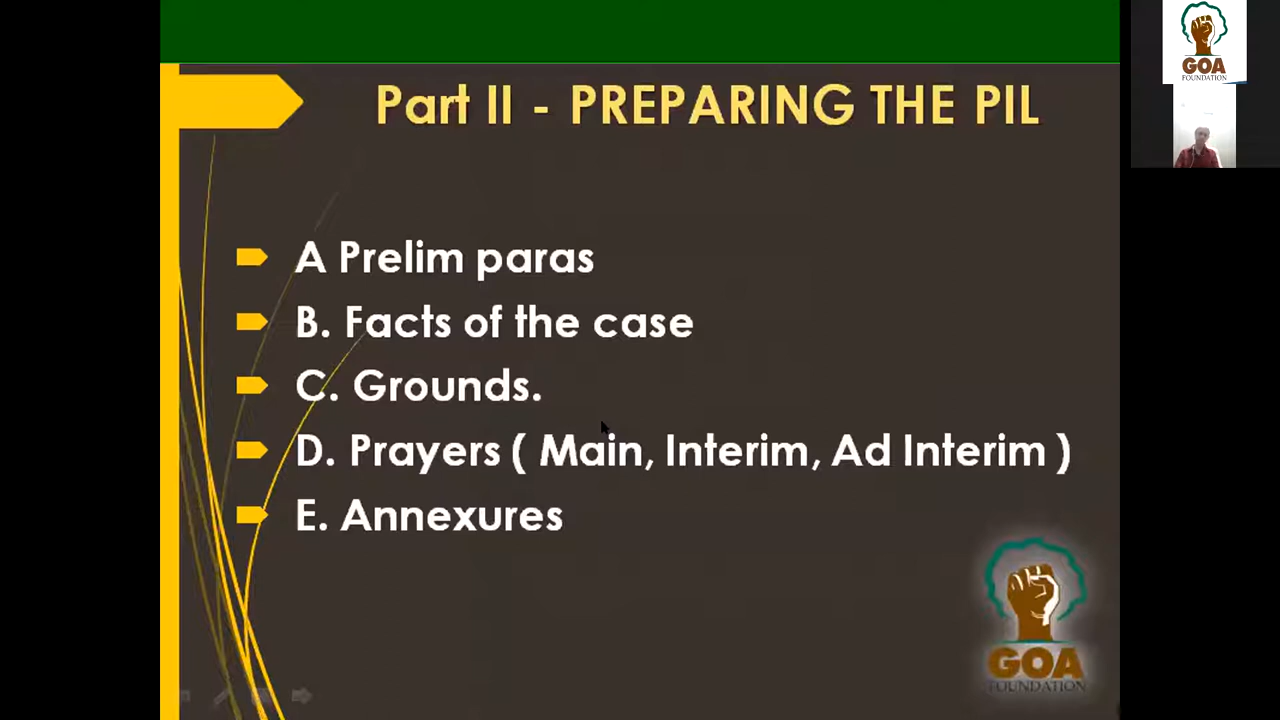 Part II - PREPARING THE PIL
A Prelim paras
B. Facts of the case
C. Grounds.
D. Prayers ( Main, Interim, Ad Interim )
E. Annexures
GOA
FOUNDATION
GOA
FOUNDATION